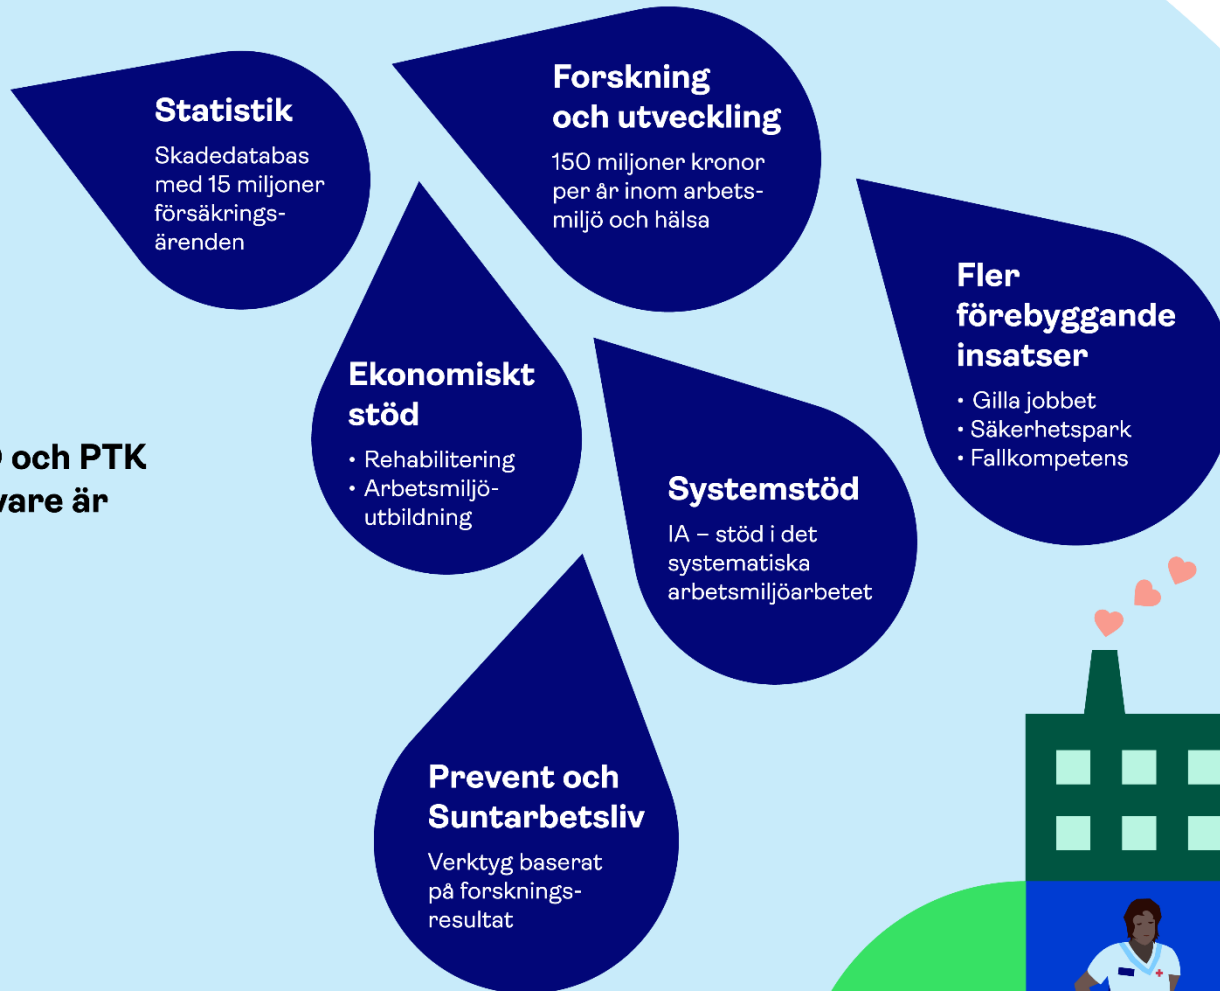 Statistik
Skadedatabas
med 15 miljoner
försäkrings-
ärenden
Forskning
och utveckling
150 miljoner kronor
per år inom arbets-
miljö och hälsa
Fler
förebyggande
insatser
• Gilla jobbet
• Säkerhetspark
• Fallkompetens
Ekonomiskt
stöd
• Rehabilitering
• Arbetsmiljö-
utbildning
och PTK
är
Systemstöd
IA – stöd i det
systematiska
arbetsmiljöarbetet
Prevent och
Suntarbetsliv
Verktyg baserat
på forsknings-
resultat